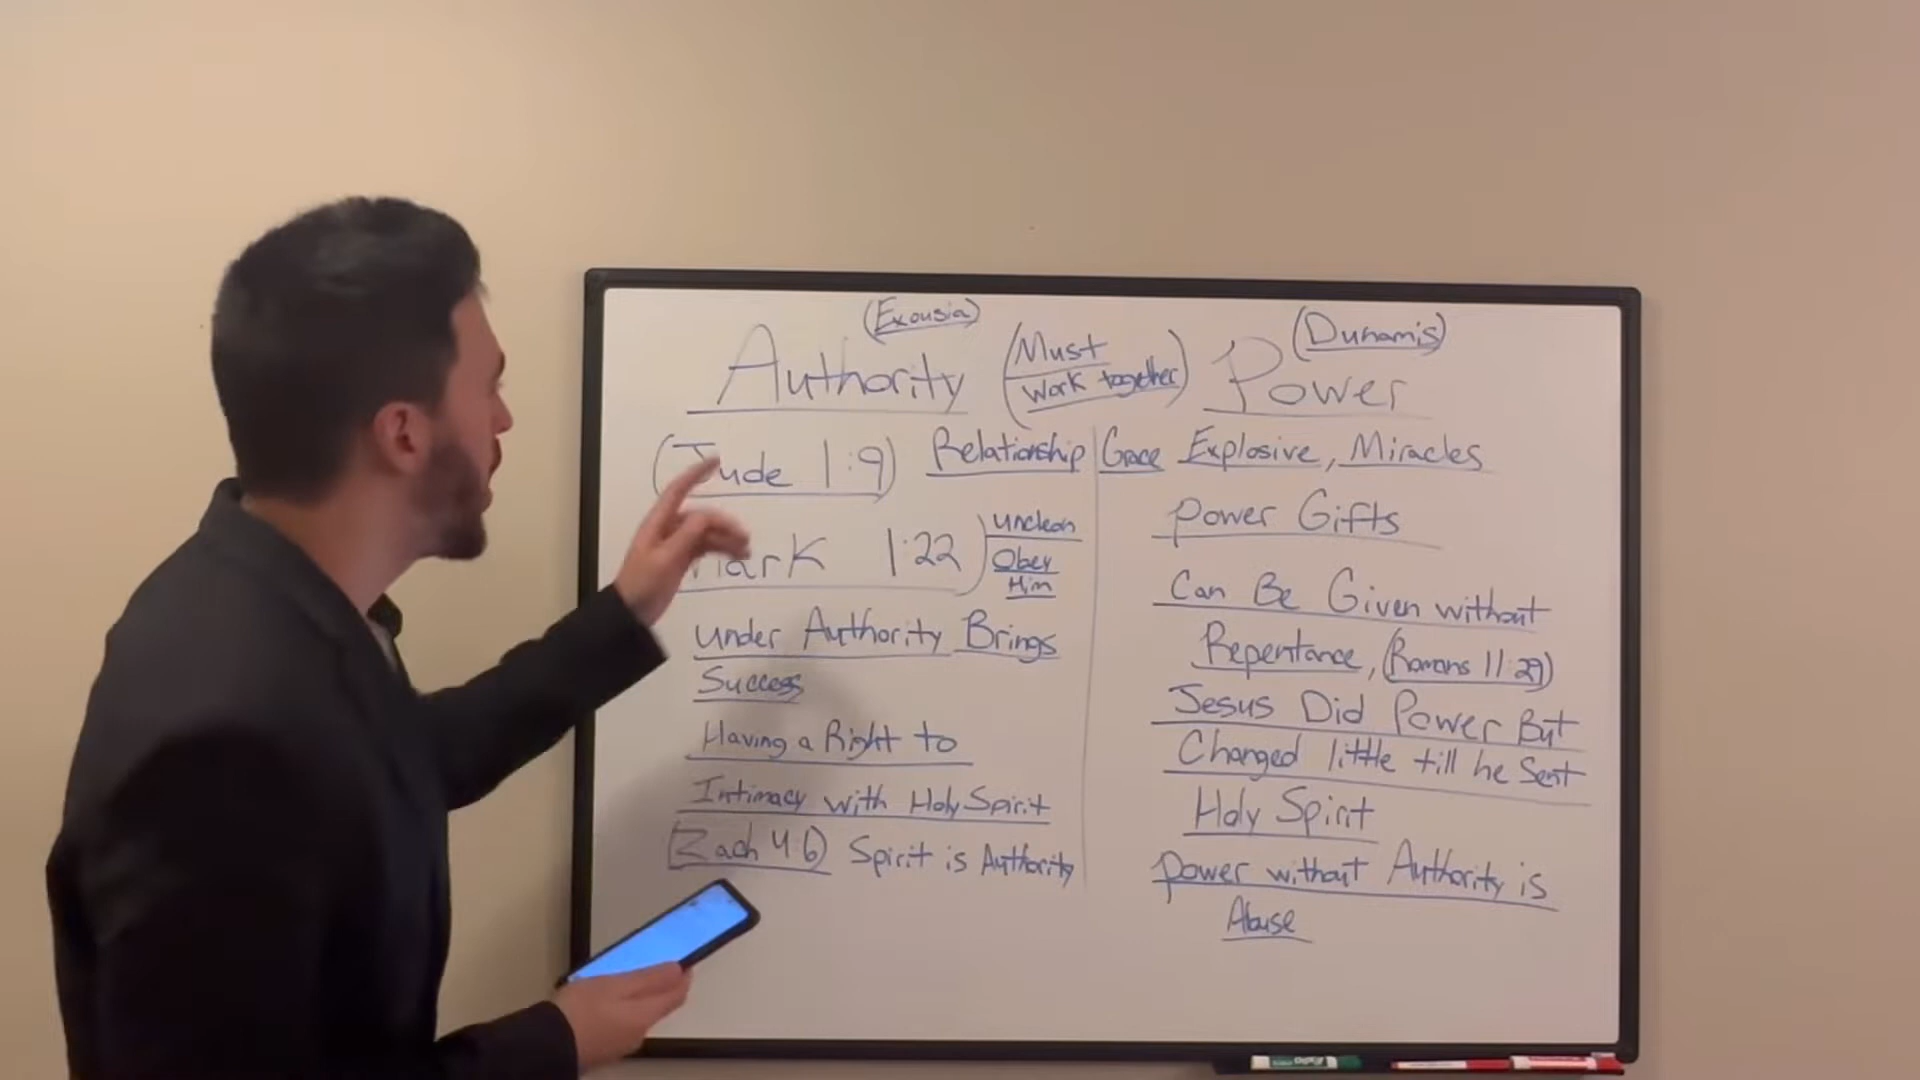 (Exousia)
Authority
(Must
Work together)
(Dunamis)
Power
(Jude 1:9) Relationship
Mark 1:22) unclean
Obey
Him
under Authority Brings
Success
Having a Right to
Intimacy with Holy Spirit
(Zach 4:6) Spirit is Authority
Grace Explosive, Miracles
Power Gifts
Can Be Given without
Repentance, (Romans 11:29)
Jesus Did Power But
Changed little till he Sent
Holy Spirit
Power without Authority is
Abuse
EXPO